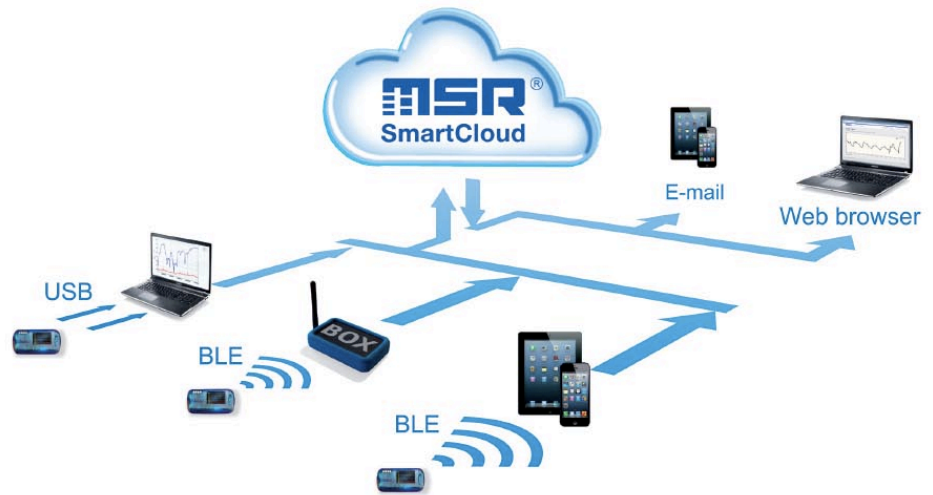 MSR®
SmartCloud
E-mail
Web browser
USB
BOX
BLE
BLE